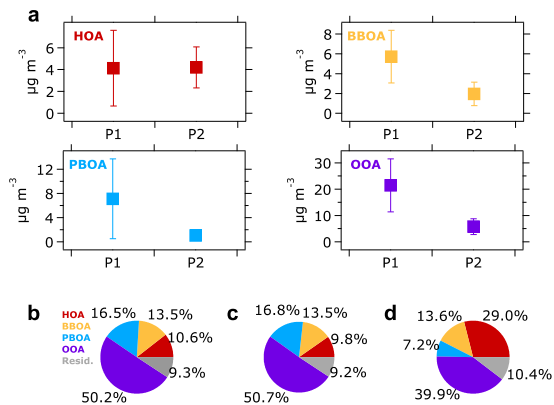 a
HOA
µg m⁻³
6
4
2
0
P1
P2
BBOA
µg m⁻³
8
6
4
2
0
P1
P2
PBOA
µg m⁻³
12
8
4
0
P1
P2
OOA
µg m⁻³
30
20
10
0
P1
P2
b
HOA
BBOA
PBOA
OOA
Resid.
16.5%
13.5%
10.6%
9.3%
50.2%
c
16.8%
13.5%
9.8%
9.2%
50.7%
d
13.6%
29.0%
7.2%
10.4%
39.9%